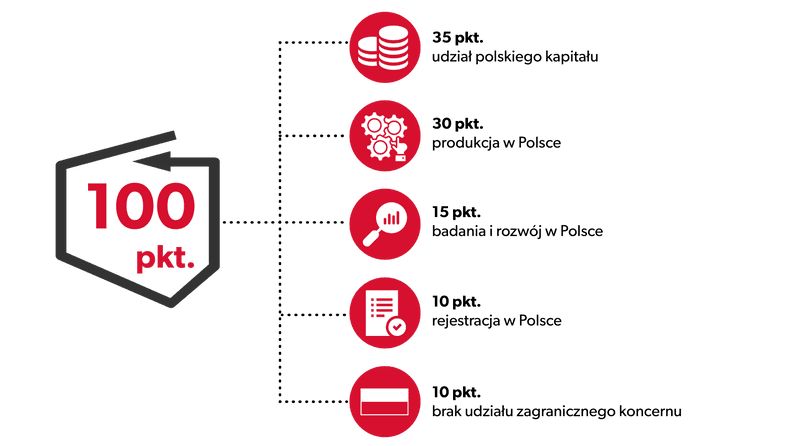 100
pkt.
35 pkt.
udział polskiego kapitału
30 pkt.
produkcja w Polsce
15 pkt.
badania i rozwój w Polsce
10 pkt.
rejestracja w Polsce
10 pkt.
brak udziału zagranicznego koncernu